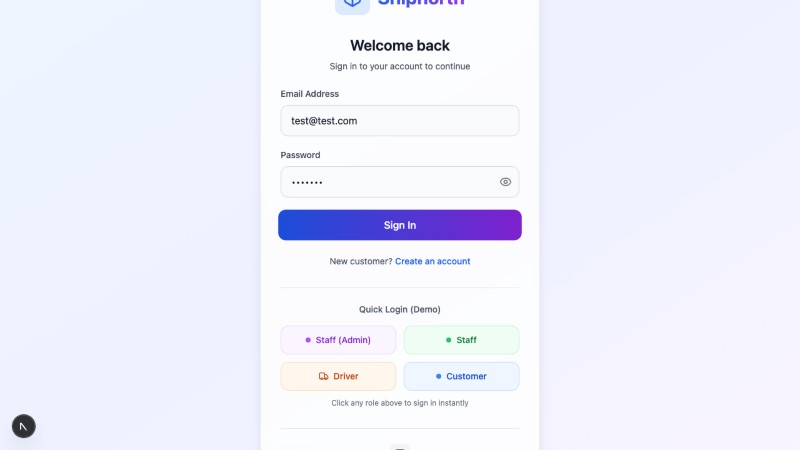 Shipnorth
Welcome back
Sign in to your account to continue
Email Address
test@test.com
Password
•••••••
Sign In
New customer? Create an account
Quick Login (Demo)
Staff (Admin)
Staff
Driver
Customer
Click any role above to sign in instantly